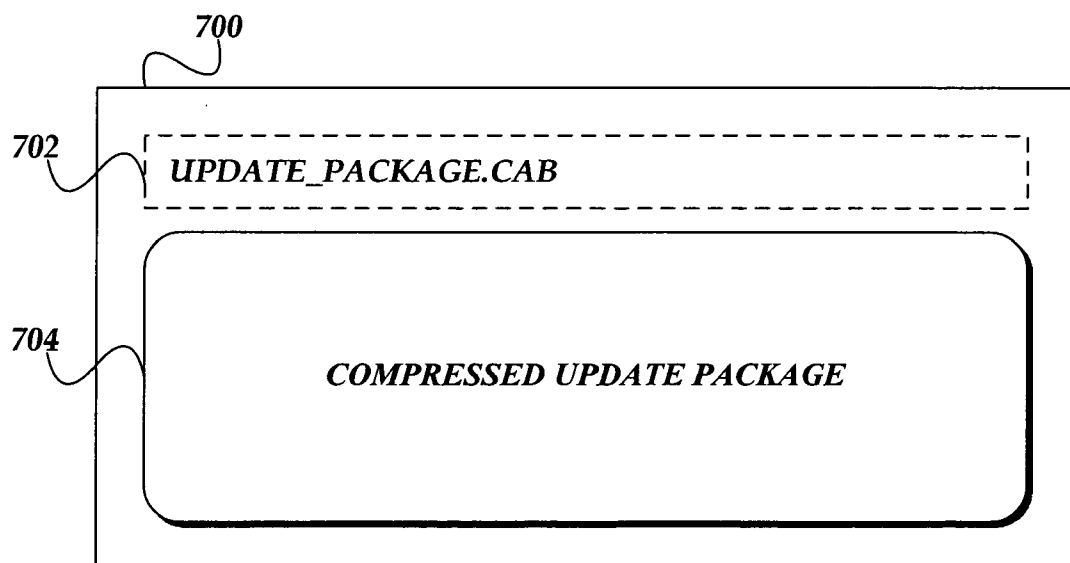 700
702
UPDATE_PACKAGE.CAB
704
COMPRESSED UPDATE PACKAGE